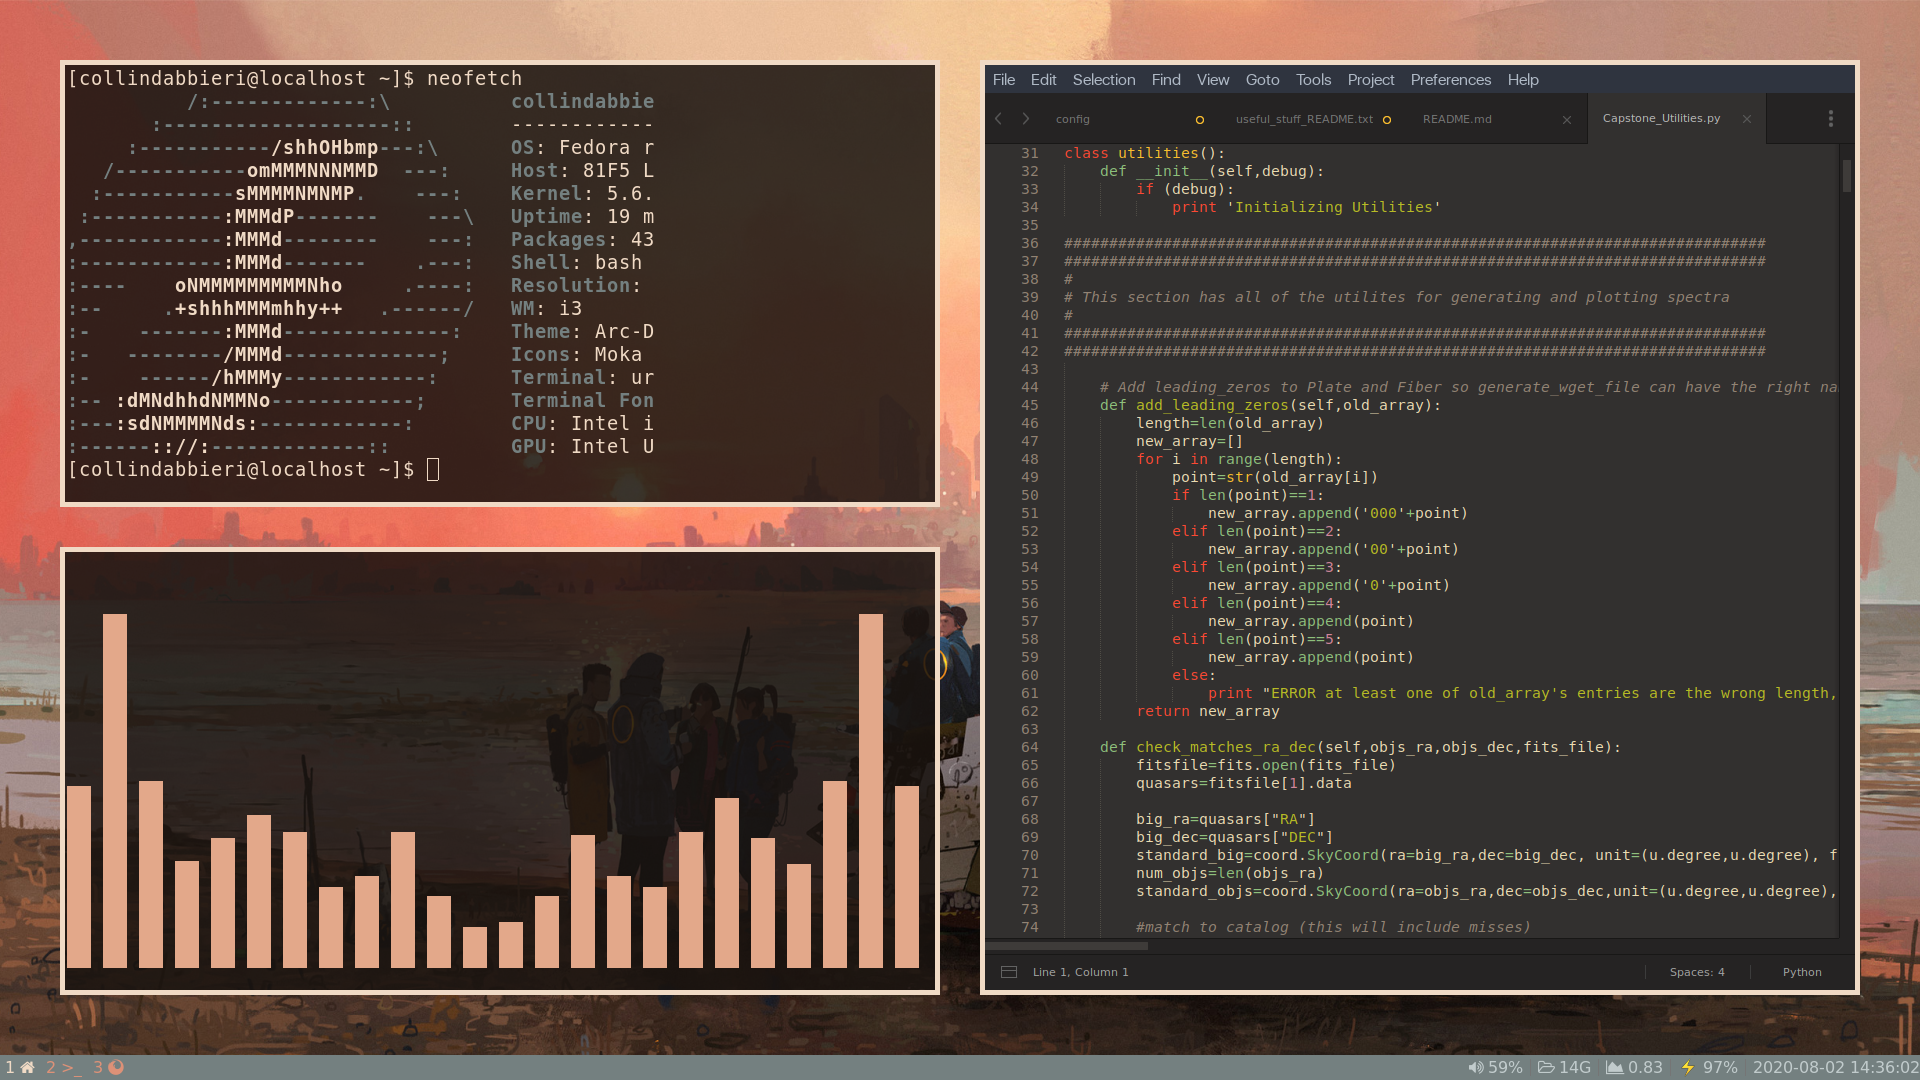 [collindabbieri@localhost ~]$ neofetch
/:-------------:\ collindabbie
:-------------------:: ------------
:-----------/shhOHbmp---:\ OS: Fedora r
/-----------omMMMNNNMMD ---: Host: 81F5 L
:-----------sMMMMNMNMP. ---: Kernel: 5.6.
:-----------:MMMdP------- ---\ Uptime: 19 m
,------------:MMMd-------- ---: Packages: 43
:------------:MMMd------- .---: Shell: bash
:---- oNMMMMMMMMMNho .----: Resolution:
:-- .+shhhMMMmhhy++ .------/ WM: i3
:- -------:MMMd--------------: Theme: Arc-D
:- --------/MMMd-------------; Icons: Moka
:- ------/hMMMy------------: Terminal: ur
:-- :dMNdhhdNMMNo------------; Terminal Fon
:---:sdNMMMMNds:------------: CPU: Intel i
:------:://:-------------:: GPU: Intel U
[collindabbieri@localhost ~]$
File Edit Selection Find View Goto Tools Project Preferences Help
config useful_stuff_README.txt README.md Capstone_Utilities.py
31 class utilities():
32 def __init__(self,debug):
33 if (debug):
34 print 'Initializing Utilities'
35
36 ##############################################################################
37 ##############################################################################
38 #
39 # This section has all of the utilites for generating and plotting spectra
40 #
41 ##############################################################################
42 ##############################################################################
43
44 # Add leading_zeros to Plate and Fiber so generate_wget_file can have the right na
45 def add_leading_zeros(self,old_array):
46 length=len(old_array)
47 new_array=[]
48 for i in range(length):
49 point=str(old_array[i])
50 if len(point)==1:
51 new_array.append('000'+point)
52 elif len(point)==2:
53 new_array.append('00'+point)
54 elif len(point)==3:
55 new_array.append('0'+point)
56 elif len(point)==4:
57 new_array.append(point)
58 elif len(point)==5:
59 new_array.append(point)
60 else:
61 print "ERROR at least one of old_array's entries are the wrong length,
62 return new_array
63
64 def check_matches_ra_dec(self,objs_ra,objs_dec,fits_file):
65 fitsfile=fits.open(fits_file)
66 quasars=fitsfile[1].data
67
68 big_ra=quasars["RA"]
69 big_dec=quasars["DEC"]
70 standard_big=coord.SkyCoord(ra=big_ra,dec=big_dec, unit=(u.degree,u.degree), f
71 num_objs=len(objs_ra)
72 standard_objs=coord.SkyCoord(ra=objs_ra,dec=objs_dec,unit=(u.degree,u.degree),
73
74 #match to catalog (this will include misses)
Line 1, Column 1 Spaces: 4 Python
1 2 >_ 3 59% 14G 0.83 97% 2020-08-02 14:36:02